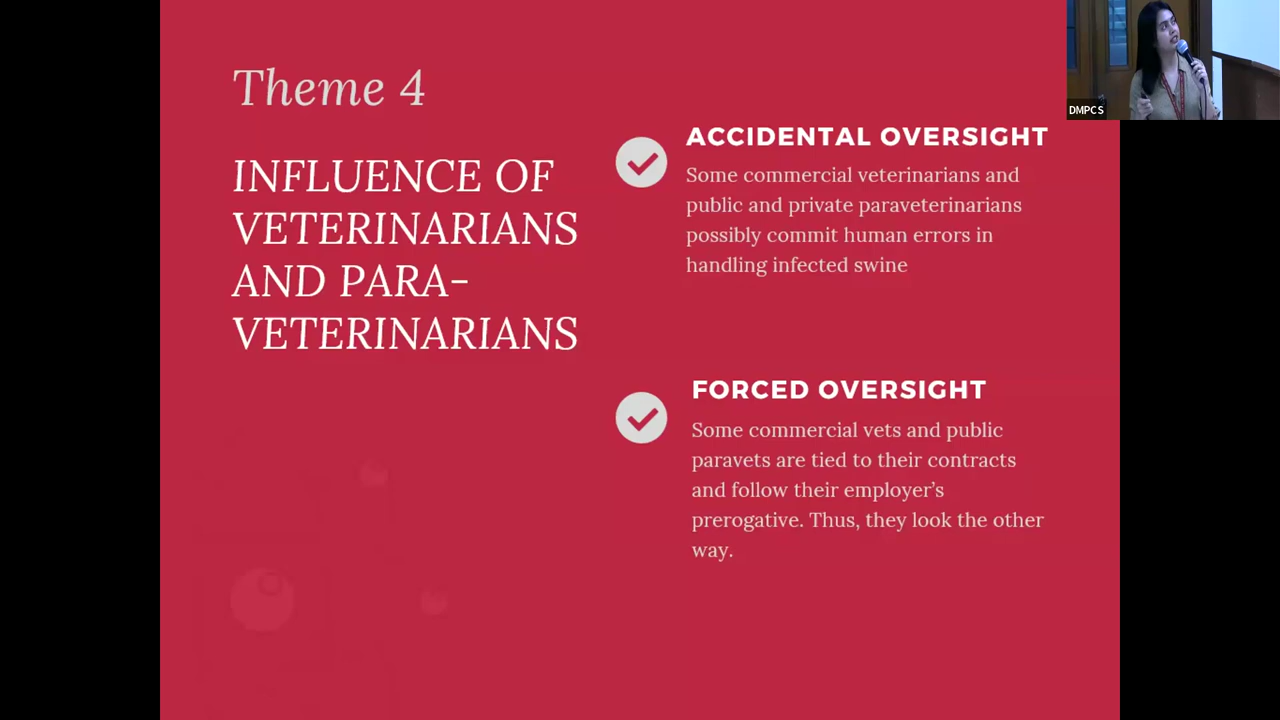 Theme 4
INFLUENCE OF
VETERINARIANS
AND PARA-
VETERINARIANS
ACCIDENTAL OVERSIGHT
Some commercial veterinarians and
public and private paraveterinarians
possibly commit human errors in
handling infected swine
FORCED OVERSIGHT
Some commercial vets and public
paravets are tied to their contracts
and follow their employer’s
prerogative. Thus, they look the other
way.
DMPCS